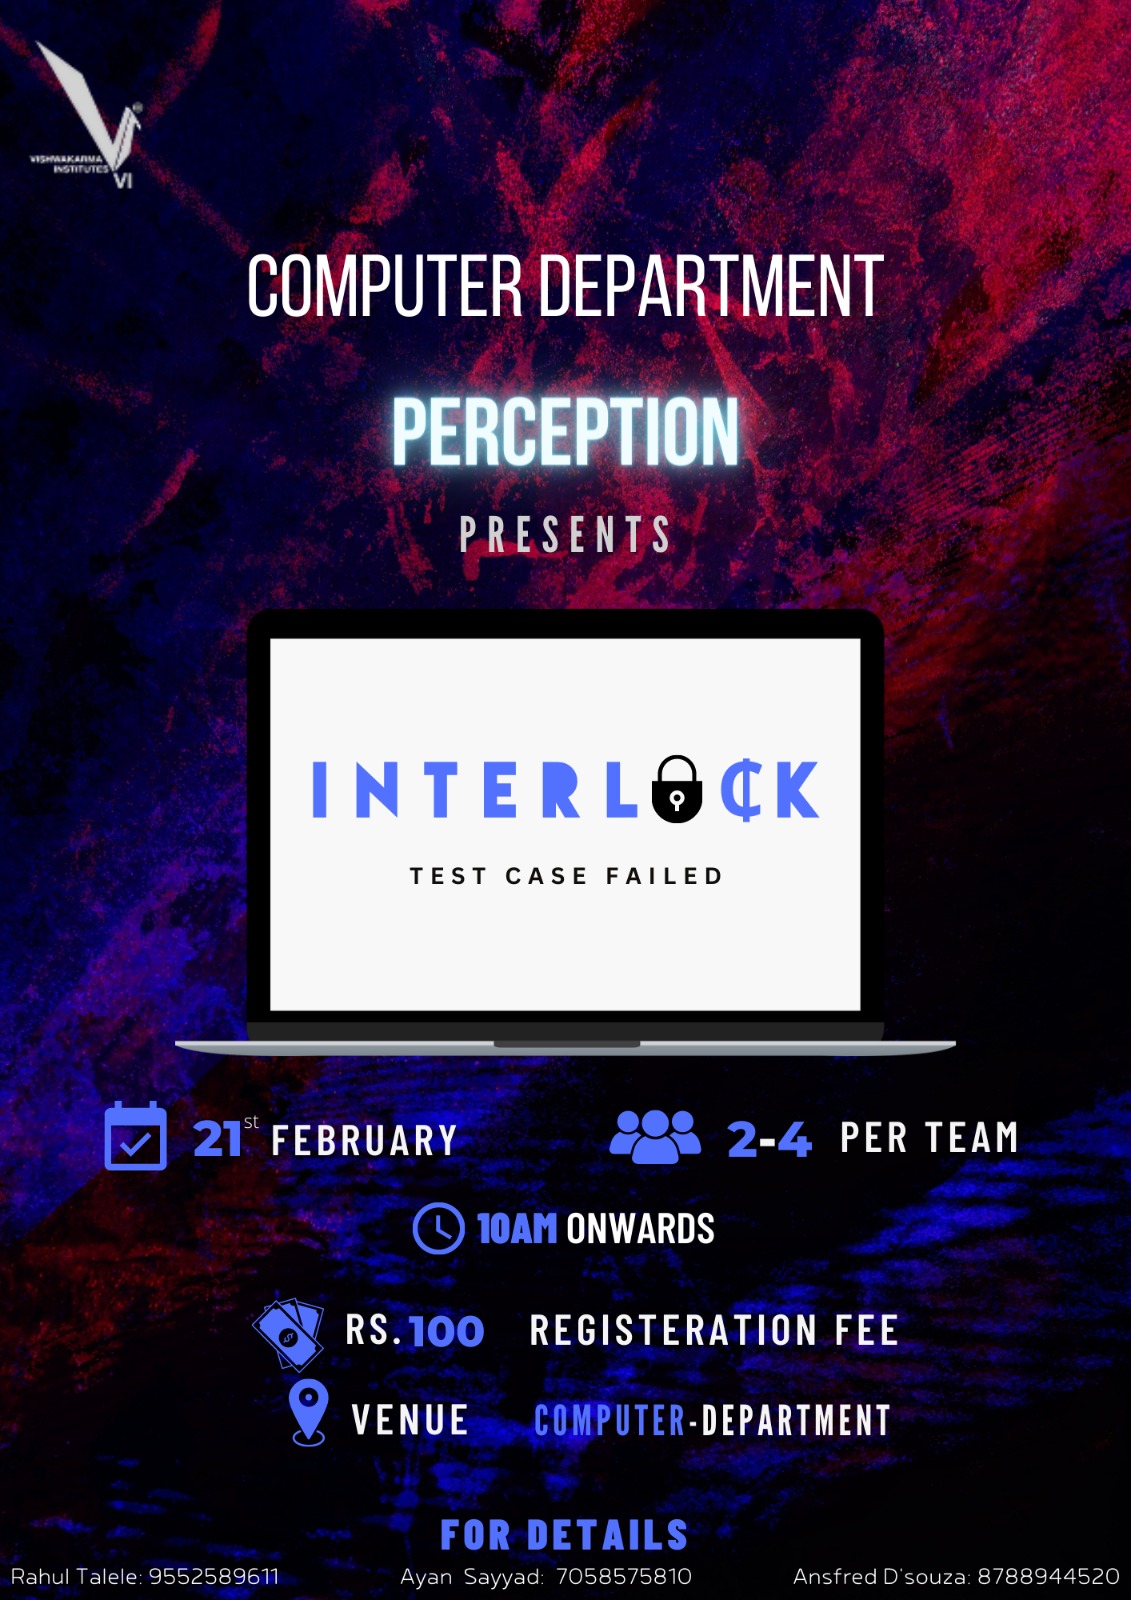 VISHWAKARMA
INSTITUTES
VI
COMPUTER DEPARTMENT
PERCEPTION
PRESENTS
INTERLOCK
TEST CASE FAILED
21st FEBRUARY
2-4 PER TEAM
10AM ONWARDS
RS.100 REGISTERATION FEE
VENUE COMPUTER-DEPARTMENT
FOR DETAILS
Rahul Talele: 9552589611
Ayan Sayyad: 7058575810
Ansfred D'souza: 8788944520